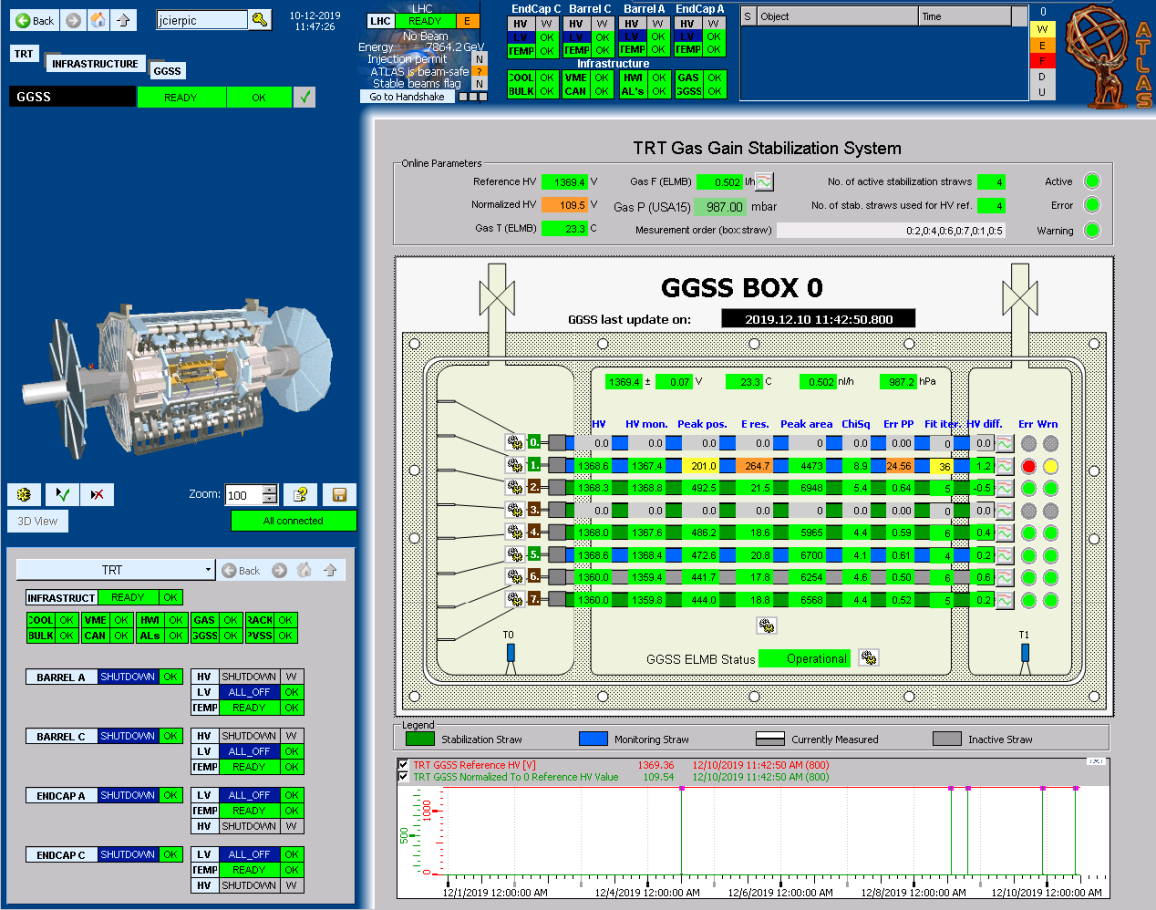 Back
jcierpic
10-12-2019
11:47:26
TRT
INFRASTRUCTURE
GGSS
GGSS READY OK
LHC
LHC READY E
No Beam
Energy 7864.2 GeV
Injection permit N
ATLAS is beam-safe ?
Stable beams flag N
Go to Handshake
EndCap C Barrel C Barrel A EndCap A
HV W HV W HV W HV W
LV OK LV OK LV OK LV OK
TEMP OK TEMP OK TEMP OK TEMP OK
Infrastructure
COOL OK VME OK HWI OK GAS OK
BULK OK CAN OK AL's OK GGSS OK
S Object Time
0
W
E
F
D
U
ATLAS
TRT Gas Gain Stabilization System
Online Parameters
Reference HV 1369.4 V Gas F (ELMB) 0.502 l/h No. of active stabilization straws 4 Active
Normalized HV 109.5 V Gas P (USA15) 987.00 mbar No. of stab. straws used for HV ref. 4 Error
Gas T (ELMB) 23.3 C Mesurement order (box:straw) 0:2,0:4,0:6,0:7,0:1,0:5 Warning
GGSS BOX 0
GGSS last update on: 2019.12.10 11:42:50.800
1369.4 ± 0.07 V 23.3 C 0.502 nl/h 987.2 hPa
HV HV mon. Peak pos. E res. Peak area ChiSq Err PP Fit iter. HV diff. Err Wrn
0. 0.0 0.0 0.0 0.0 0.0 0.0 0.00 0 0.0
1. 1368.6 1367.4 201.0 264.7 4473 8.9 24.56 36 1.2
2. 1368.3 1368.8 492.5 21.5 6948 5.4 0.64 5 -0.5
3. 0.0 0.0 0.0 0.0 0.0 0.0 0.00 0 0.0
4. 1368.0 1367.6 486.2 18.6 5965 4.4 0.59 6 0.4
5. 1368.6 1368.4 472.6 20.8 6700 4.1 0.61 4 0.2
6. 1360.0 1359.4 441.7 17.8 6254 4.6 0.50 6 0.6
7. 1360.0 1359.8 444.0 18.8 6568 4.4 0.52 5 0.2
T0
T1
GGSS ELMB Status Operational
Legend
Stabilization Straw Monitoring Straw Currently Measured Inactive Straw
TRT GGSS Reference HV [V] 1369.36 12/10/2019 11:42:50 AM (800)
TRT GGSS Normalized To 0 Reference HV Value 109.54 12/10/2019 11:42:50 AM (800)
1000
500
0
12/1/2019 12:00:00 AM 12/4/2019 12:00:00 AM 12/6/2019 12:00:00 AM 12/8/2019 12:00:00 AM 12/10/2019 12:00:00 AM
Zoom: 100
3D View
All connected
TRT Back
INFRASTRUCT READY OK
COOL OK VME OK HWI OK GAS OK RACK OK
BULK OK CAN OK ALs OK GGSS OK PVSS OK
BARREL A SHUTDOWN OK HV SHUTDOWN W
LV ALL_OFF OK
TEMP READY OK
BARREL C SHUTDOWN OK HV SHUTDOWN W
LV ALL_OFF OK
TEMP READY OK
ENDCAP A SHUTDOWN OK LV ALL_OFF OK
TEMP READY OK
HV SHUTDOWN W
ENDCAP C SHUTDOWN OK LV ALL_OFF OK
TEMP READY OK
HV SHUTDOWN W